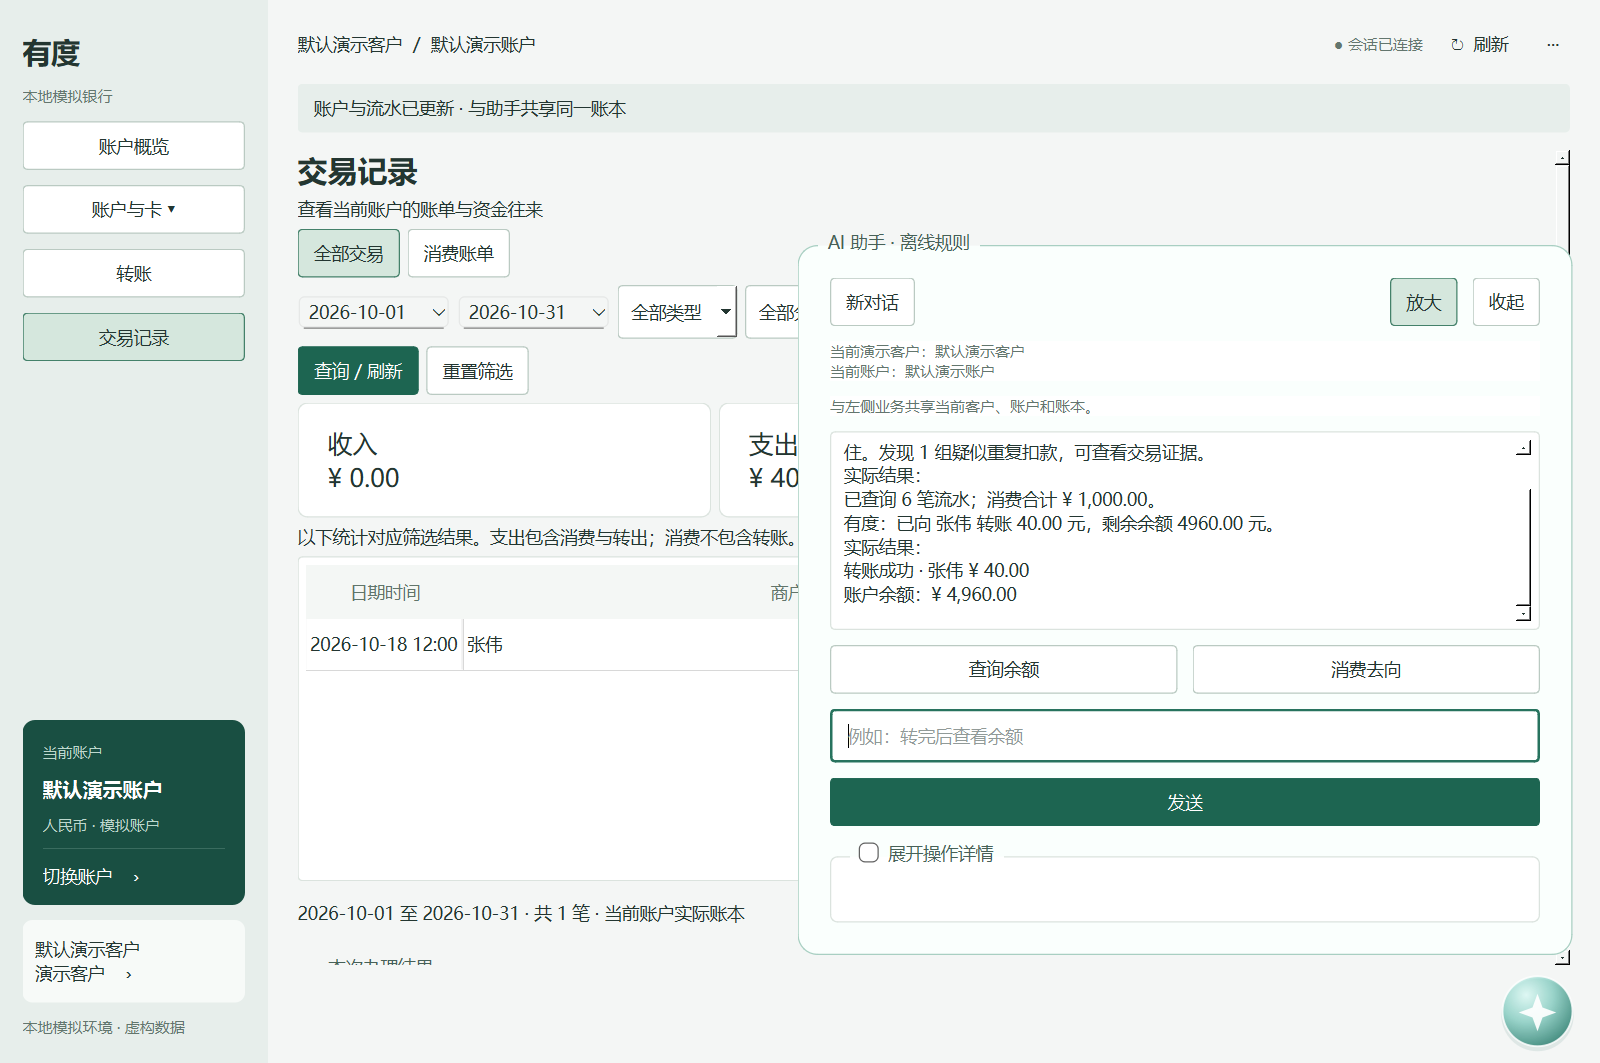 有度
本地模拟银行
账户概览
账户与卡 ▾
转账
交易记录
当前账户
默认演示账户
人民币 · 模拟账户
切换账户 ›
默认演示客户
演示客户 ›
本地模拟环境 · 虚构数据
默认演示客户 / 默认演示账户
● 会话已连接
↻ 刷新
···
账户与流水已更新 · 与助手共享同一账本
交易记录
查看当前账户的账单与资金往来
全部交易
消费账单
2026-10-01
2026-10-31
全部类型
全部
查询 / 刷新
重置筛选
收入
¥ 0.00
支出
¥ 40
以下统计对应筛选结果。支出包含消费与转出；消费不包含转账。
日期时间
商户
2026-10-18 12:00
张伟
2026-10-01 至 2026-10-31 · 共 1 笔 · 当前账户实际账本
AI 助手 · 离线规则
新对话
放大
收起
当前演示客户：默认演示客户
当前账户：默认演示账户
与左侧业务共享当前客户、账户和账本。
住。发现 1 组疑似重复扣款，可查看交易证据。
实际结果：
已查询 6 笔流水；消费合计 ¥ 1,000.00。
有度：已向 张伟 转账 40.00 元，剩余余额 4960.00 元。
实际结果：
转账成功 · 张伟 ¥ 40.00
账户余额：¥ 4,960.00
查询余额
消费去向
例如：转完后查看余额
发送
展开操作详情